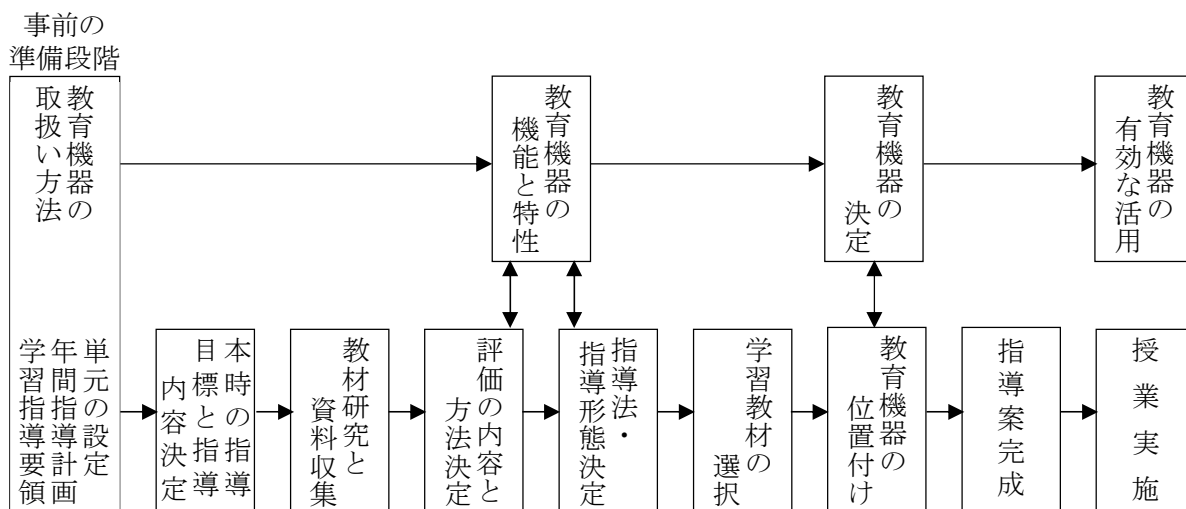 事前の
準備段階
教育機器の
取扱い方法
教育機器の
機能と特性
教育機器の
決定
教育機器の
有効な活用
単元の設定
年間指導計画
学習指導要領
本時の指導
目標と指導
内容決定
教材研究と
資料収集
評価の内容と
方法決定
指導法・
指導形態決定
学習教材の
選択
教育機器の
位置付け
指導案完成
授業実施